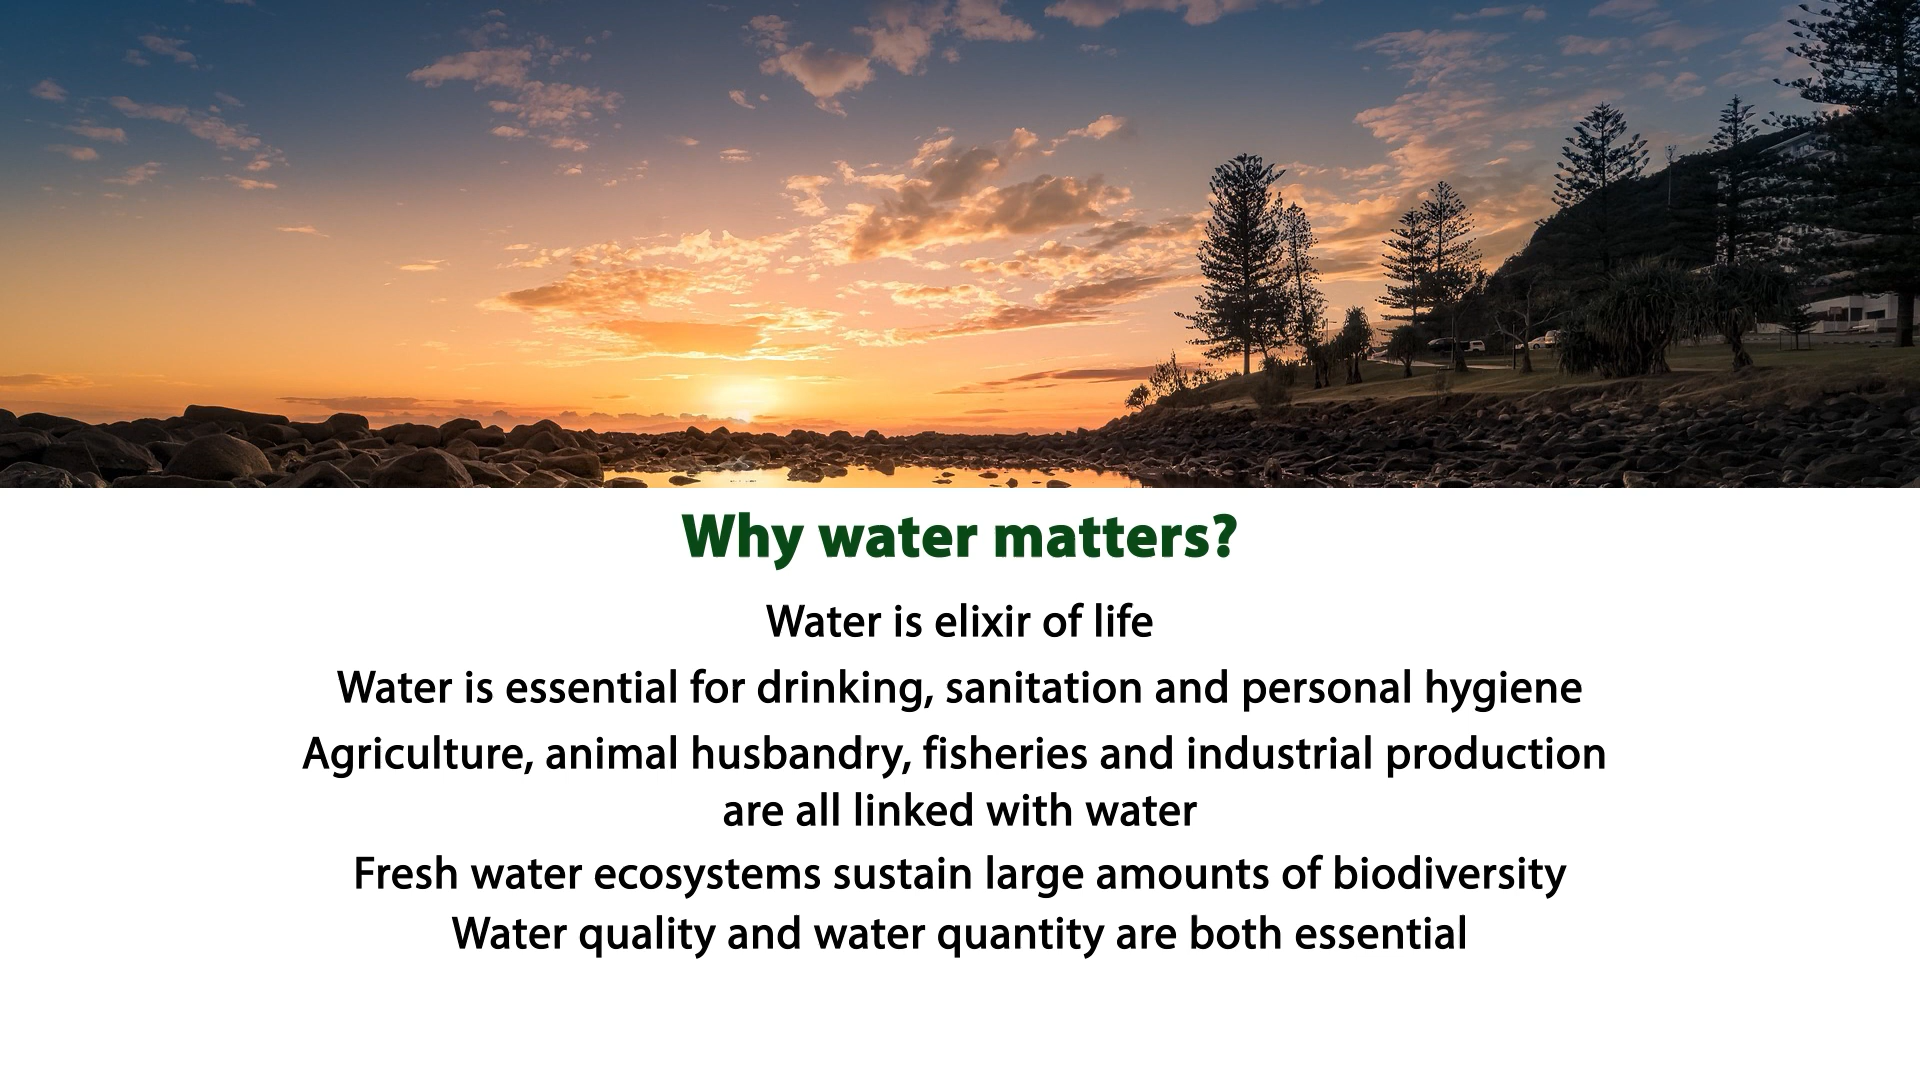 Why water matters?
Water is elixir of life
Water is essential for drinking, sanitation and personal hygiene
Agriculture, animal husbandry, fisheries and industrial production
are all linked with water
Fresh water ecosystems sustain large amounts of biodiversity
Water quality and water quantity are both essential